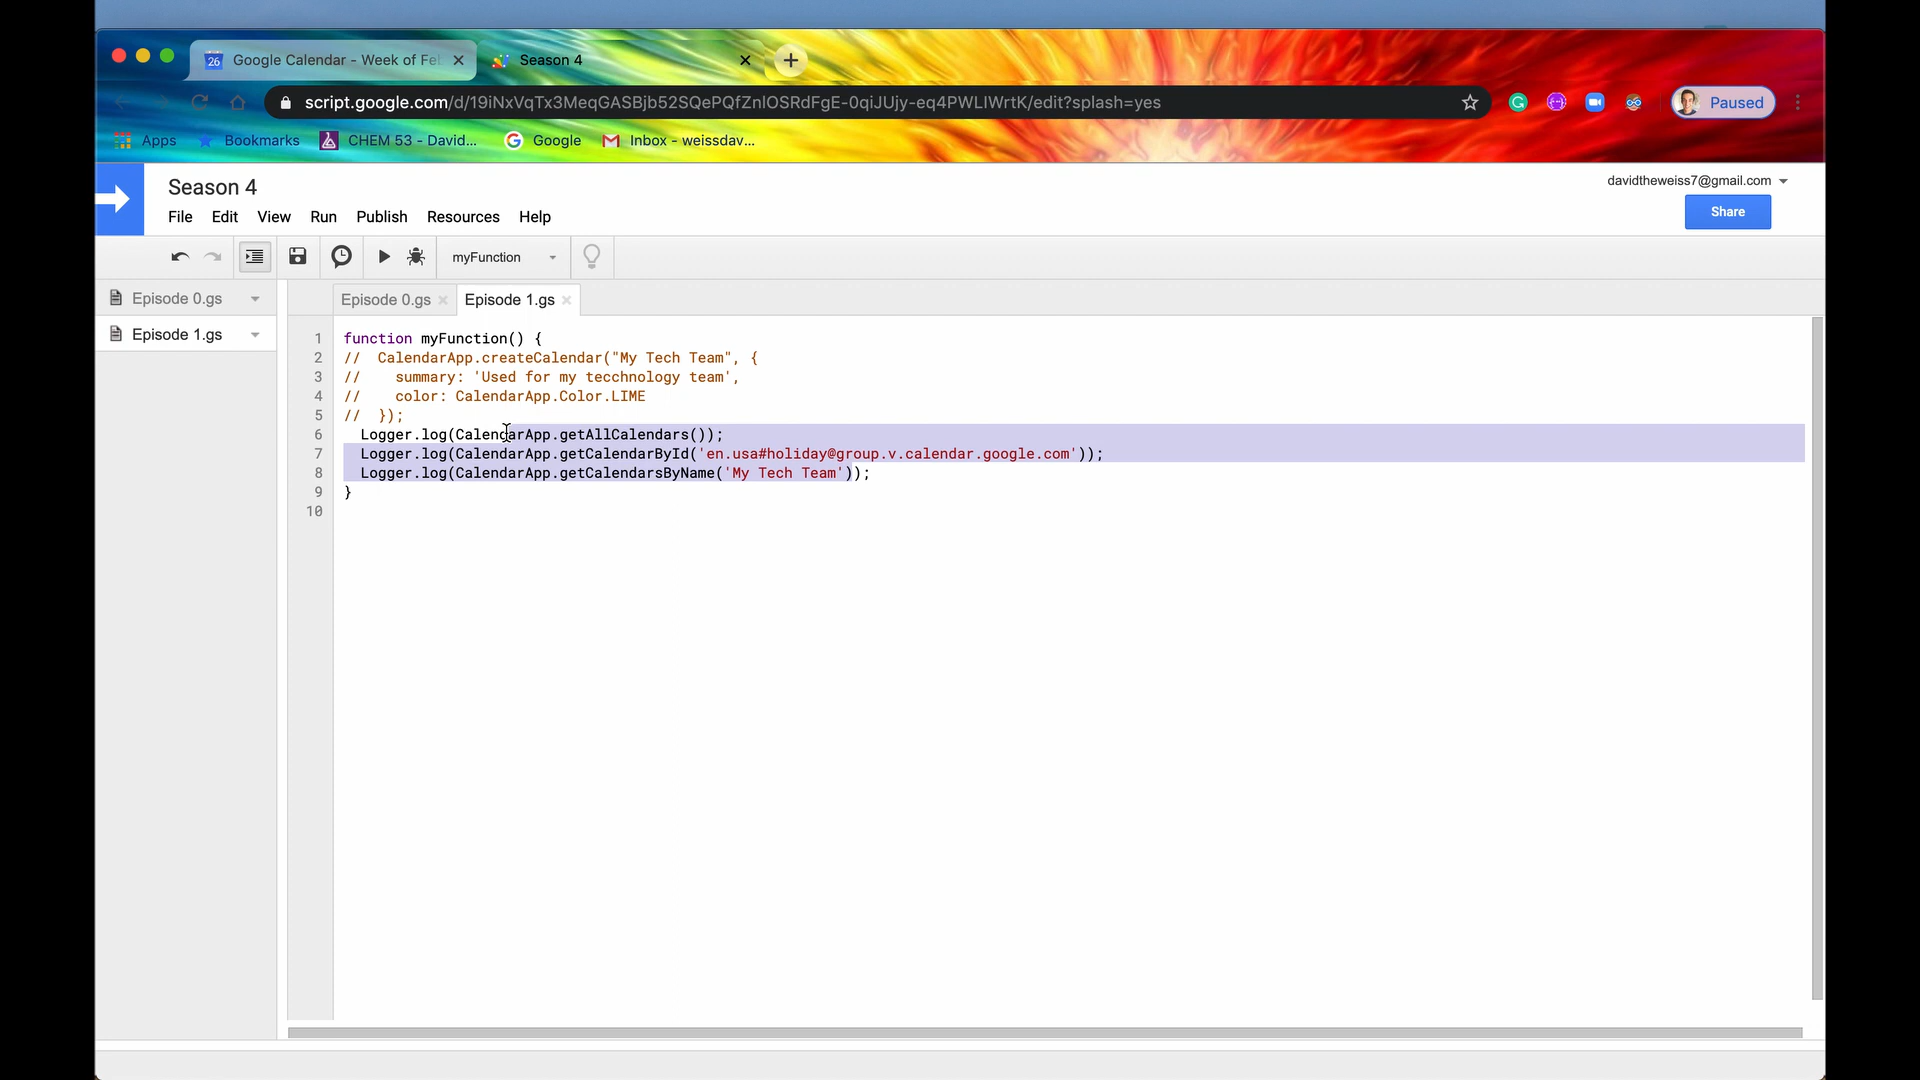 26 Google Calendar - Week of Fe
Season 4
script.google.com/d/19iNxVqTx3MeqGASBjb52SQePQfZnlOSRdFgE-0qiJUjy-eq4PWLIWrtK/edit?splash=yes
Paused
Apps Bookmarks CHEM 53 - David... Google Inbox - weissdav...
Season 4
davidtheweiss7@gmail.com
File Edit View Run Publish Resources Help
Share
myFunction
Episode 0.gs
Episode 1.gs
Episode 0.gs Episode 1.gs
1 function myFunction() {
2 //  CalendarApp.createCalendar("My Tech Team", {
3 //    summary: 'Used for my tecchnology team',
4 //    color: CalendarApp.Color.LIME
5 //  });
6   Logger.log(CalendarApp.getAllCalendars());
7   Logger.log(CalendarApp.getCalendarById('en.usa#holiday@group.v.calendar.google.com'));
8   Logger.log(CalendarApp.getCalendarsByName('My Tech Team'));
9 }
10